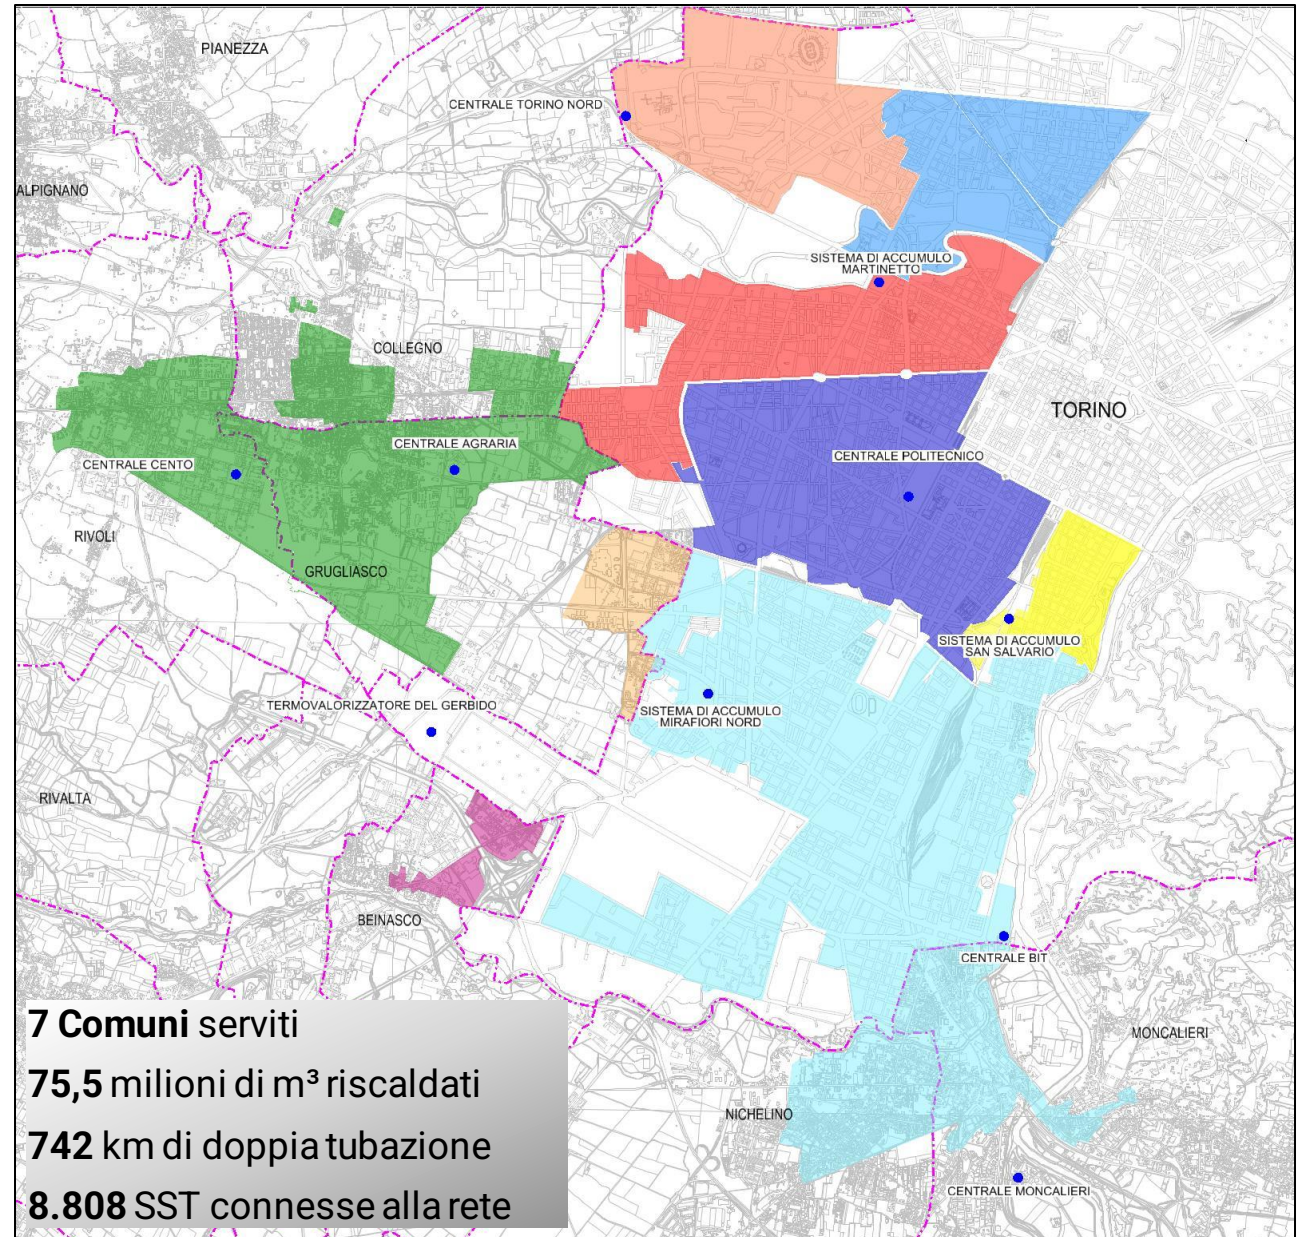 PIANEZZA
CENTRALE TORINO NORD
ALPIGNANO
SISTEMA DI ACCUMULO
MARTINETTO
COLLEGNO
TORINO
CENTRALE AGRARIA
CENTRALE POLITECNICO
CENTRALE CENTO
RIVOLI
GRUGLIASCO
SISTEMA DI ACCUMULO
SAN SALVARIO
TERMOVALORIZZATORE DEL GERBIDO
SISTEMA DI ACCUMULO
MIRAFIORI NORD
RIVALTA
BEINASCO
CENTRALE BIT
MONCALIERI
NICHELINO
CENTRALE MONCALIERI
7 Comuni serviti
75,5 milioni di m³ riscaldati
742 km di doppia tubazione
8.808 SST connesse alla rete